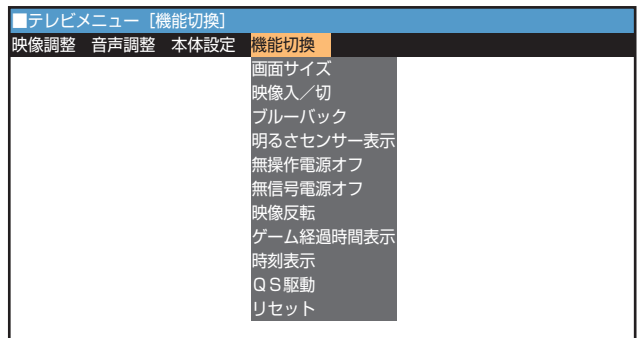 ■テレビメニュー［機能切換］
映像調整 音声調整 本体設定 機能切換
画面サイズ
映像入／切
ブルーバック
明るさセンサー表示
無操作電源オフ
無信号電源オフ
映像反転
ゲーム経過時間表示
時刻表示
ＱＳ駆動
リセット